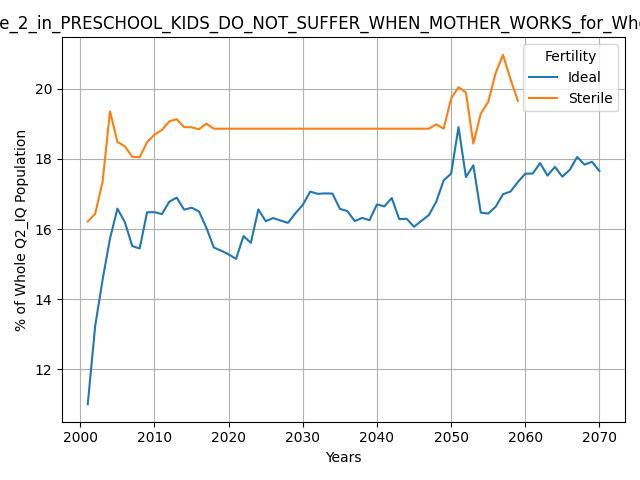 e_2_in_PRESCHOOL_KIDS_DO_NOT_SUFFER_WHEN_MOTHER_WORKS_for_Who
Fertility
Ideal
Sterile
% of Whole Q2_IQ Population
20
18
16
14
12
2000 2010 2020 2030 2040 2050 2060 2070
Years